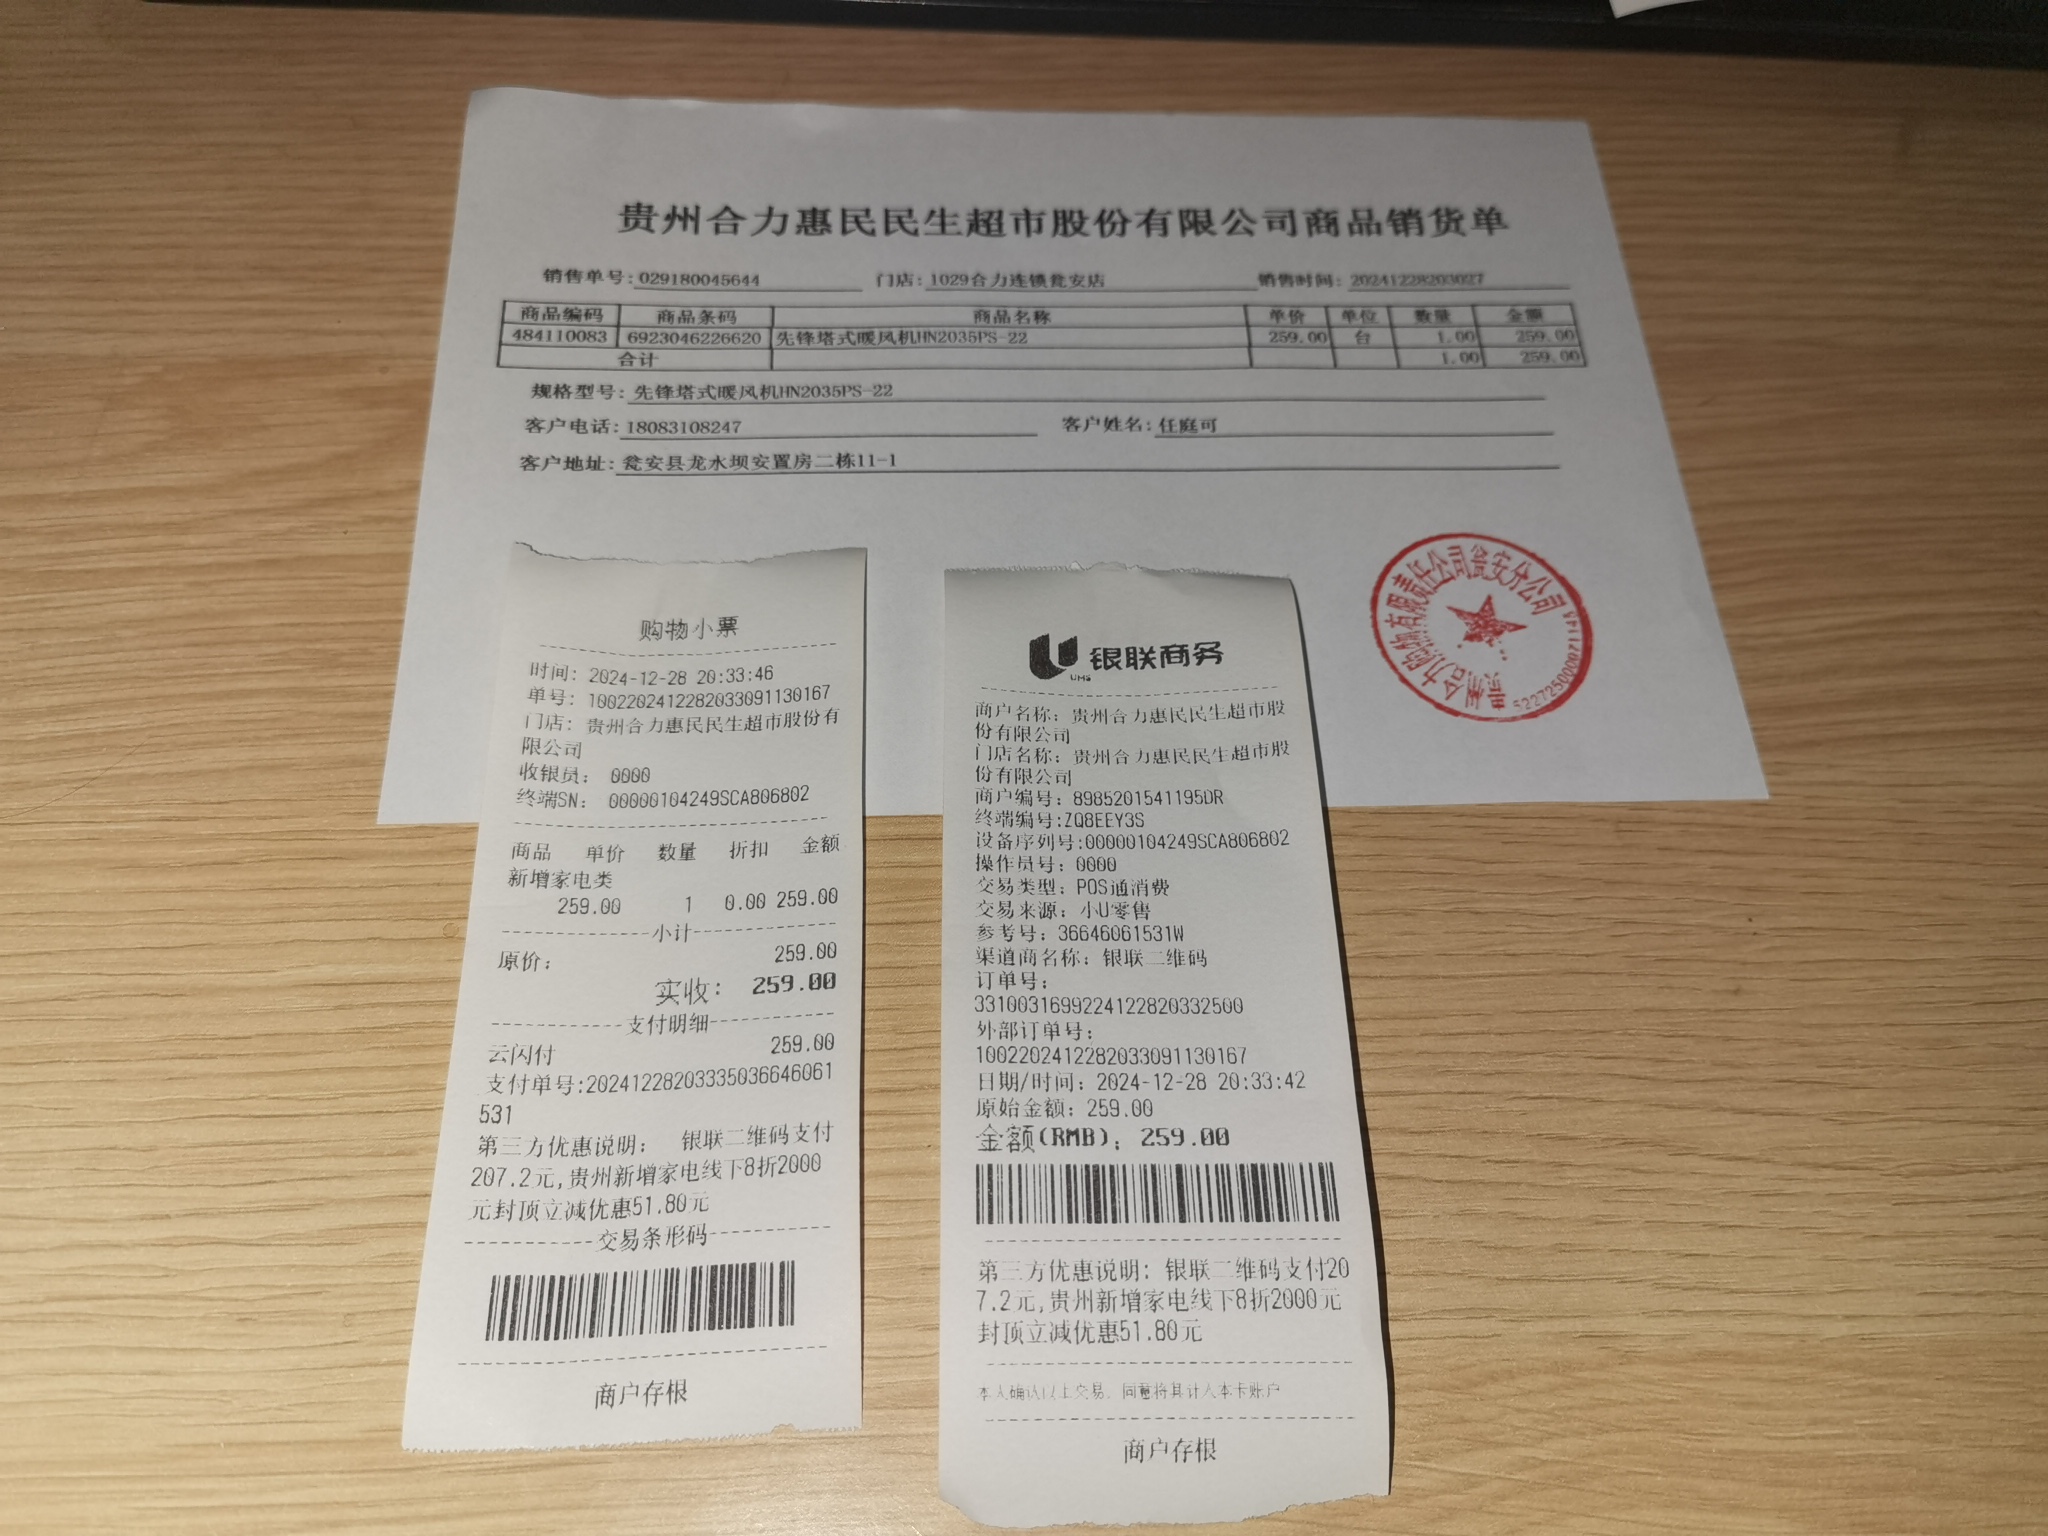 贵州合力惠民民生超市股份有限公司商品销货单
销售单号:029180045644 门店:1029合力连锁瓮安店 销售时间:20241228203027
商品编码 商品条码 商品名称 单价 单位 数量 金额
484110083 6923046226620 先锋塔式暖风机HN2035PS-22 259.00 台 1.00 259.00
合计 1.00 259.00
规格型号:先锋塔式暖风机HN2035PS-22
客户电话:18083108247 客户姓名:任庭可
客户地址:瓮安县龙水坝安置房二栋11-1
贵州合力购物有限责任公司瓮安分公司
购物小票
时间: 2024-12-28 20:33:46
单号: 1002202412282033091130167
门店: 贵州合力惠民民生超市股份有
限公司
收银员: 0000
终端SN: 00000104249SCA806802
商品 单价 数量 折扣 金额
新增家电类
259.00 1 0.00 259.00
小计
原价: 259.00
实收: 259.00
支付明细
云闪付 259.00
支付单号:20241228203335036646061
531
第三方优惠说明: 银联二维码支付
207.2元,贵州新增家电线下8折2000
元封顶立减优惠51.80元
交易条形码
商户存根
银联商务
UMS
商户名称: 贵州合力惠民民生超市股
份有限公司
门店名称: 贵州合力惠民民生超市股
份有限公司
商户编号: 8985201541195DR
终端编号:ZQ8EEY3S
设备序列号:00000104249SCA806802
操作员号: 0000
交易类型: POS通消费
交易来源: 小U零售
参考号: 36646061531W
渠道商名称: 银联二维码
订单号:
33100316992241228203325​00
外部订单号:
1002202412282033091130167
日期/时间: 2024-12-28 20:33:42
原始金额: 259.00
金额(RMB): 259.00
第三方优惠说明: 银联二维码支付20
7.2元,贵州新增家电线下8折2000元
封顶立减优惠51.80元
本人确认以上交易, 同意将其计入本卡账户
商户存根